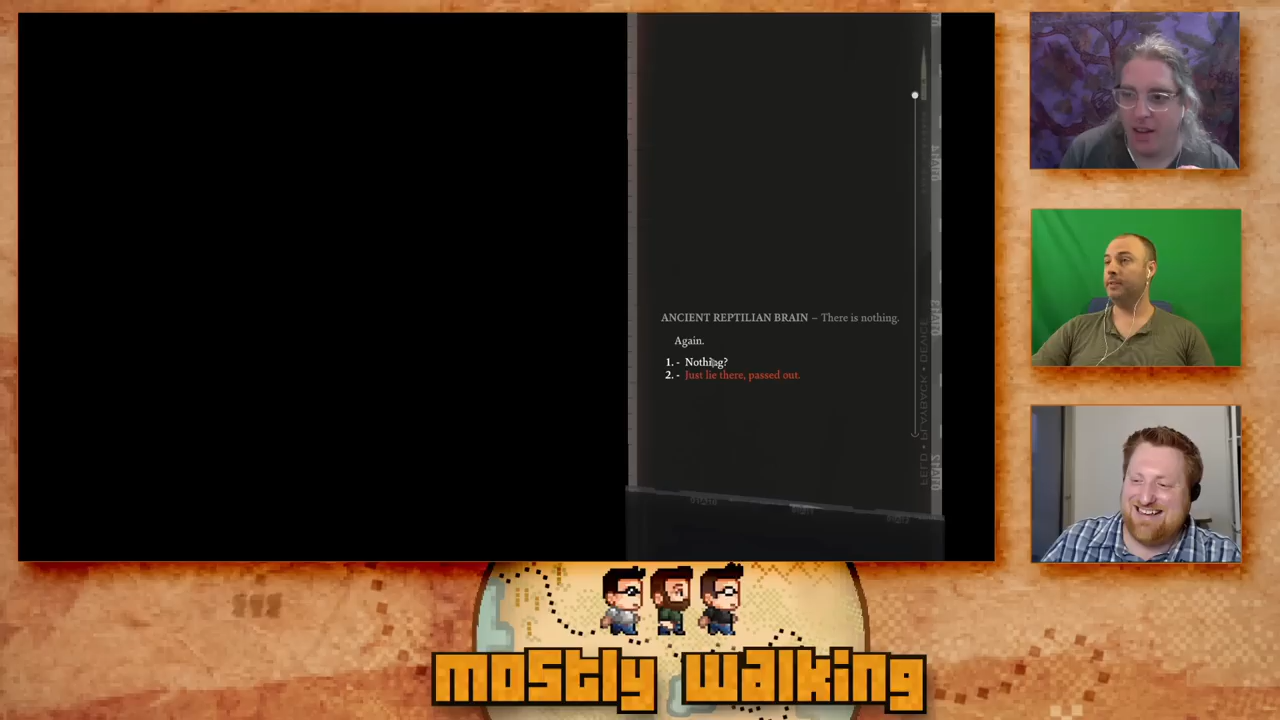 ANCIENT REPTILIAN BRAIN – There is nothing.
Again.
1. - Nothing?
2. - Just lie there, passed out.
mostly walking